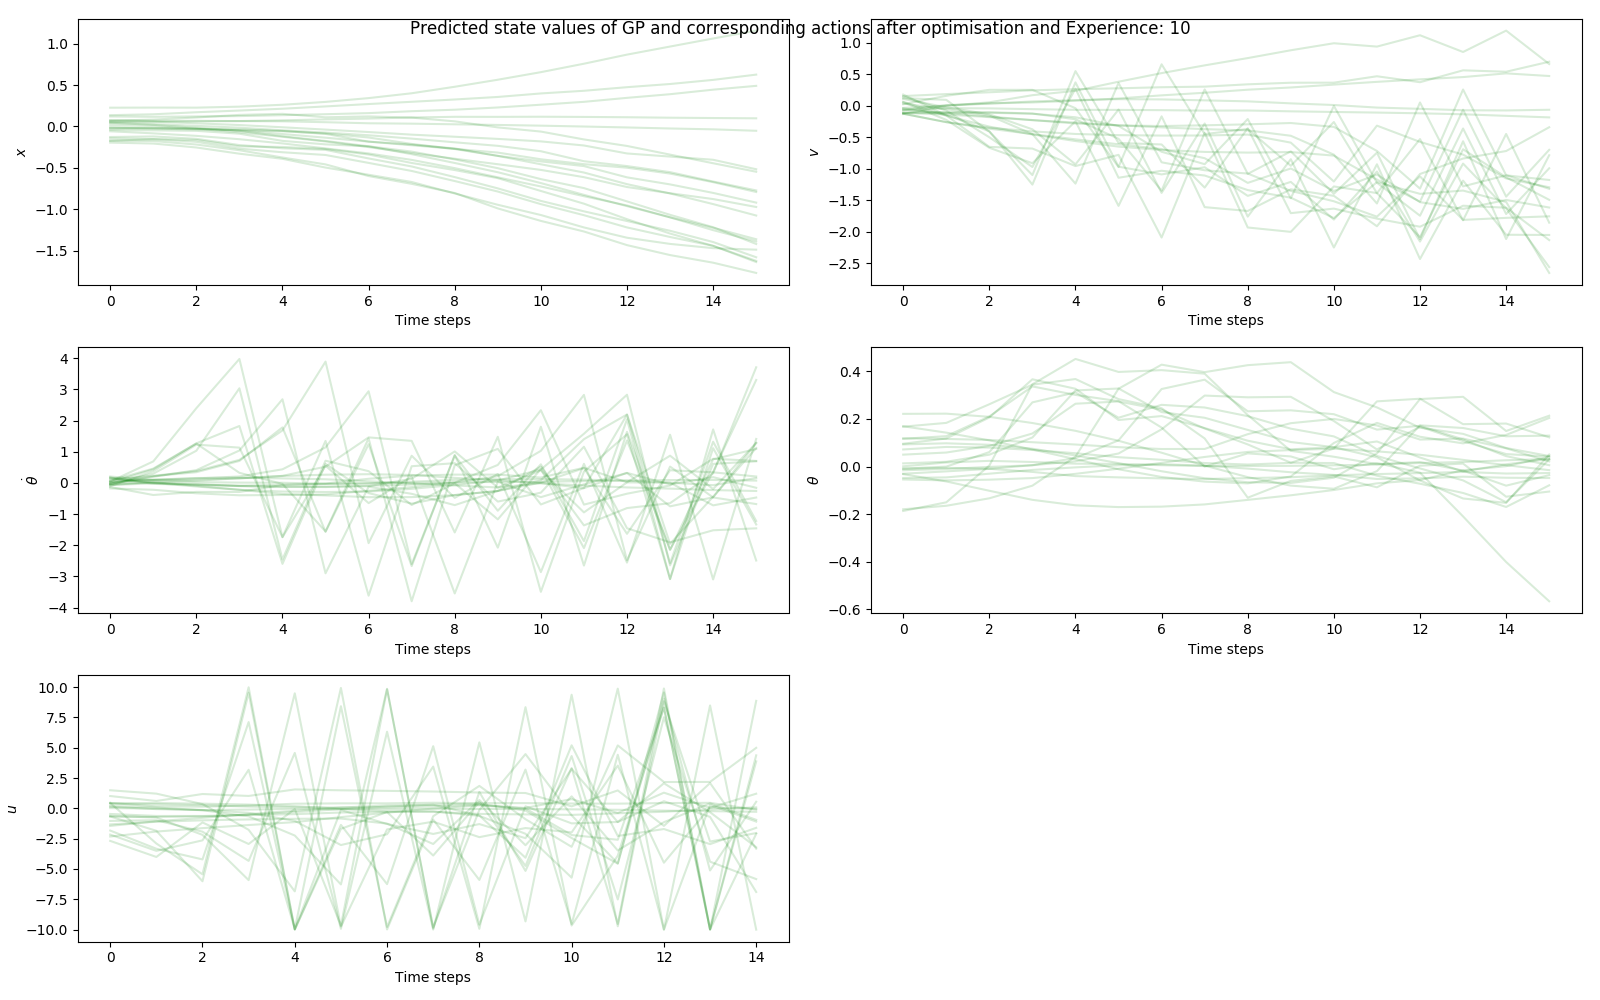 Predicted state values of GP and corresponding actions after optimisation and Experience: 10
1.0
0.5
0.0
−0.5
−1.0
−1.5
x
0 2 4 6 8 10 12 14
Time steps
1.0
0.5
0.0
−0.5
−1.0
−1.5
−2.0
−2.5
v
0 2 4 6 8 10 12 14
Time steps
4
3
2
1
0
−1
−2
−3
−4
θ̇
0 2 4 6 8 10 12 14
Time steps
0.4
0.2
0.0
−0.2
−0.4
−0.6
θ
0 2 4 6 8 10 12 14
Time steps
10.0
7.5
5.0
2.5
0.0
−2.5
−5.0
−7.5
−10.0
u
0 2 4 6 8 10 12 14
Time steps